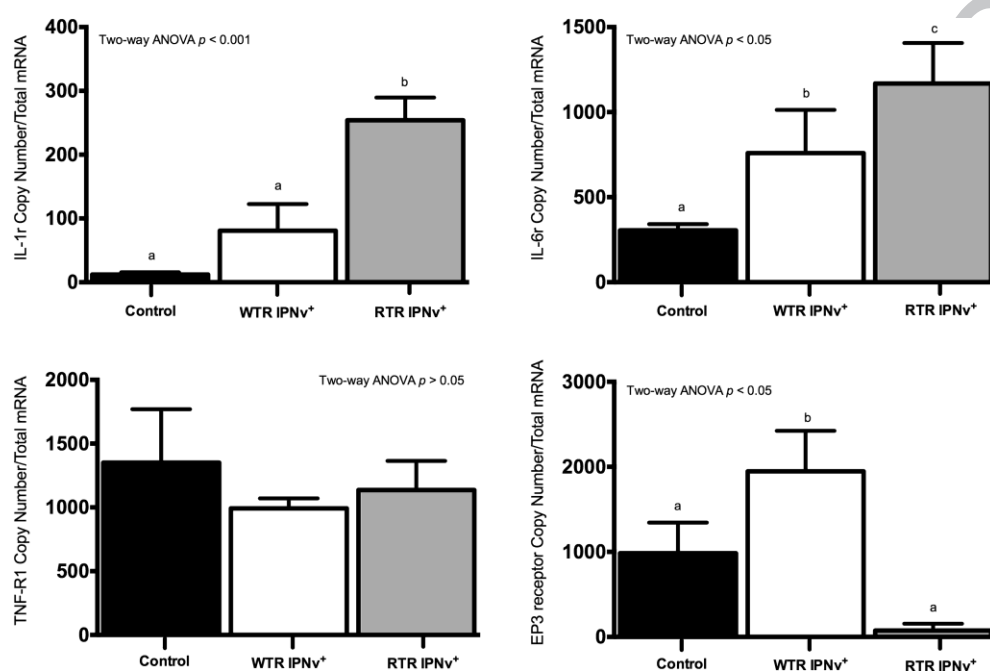 IL-1r Copy Number/Total mRNA
400
300
200
100
0
Two-way ANOVA p < 0.001
a
a
b
Control
WTR IPNv⁺
RTR IPNv⁺
IL-6r Copy Number/Total mRNA
1500
1000
500
0
Two-way ANOVA p < 0.05
a
b
c
Control
WTR IPNv⁺
RTR IPNv⁺
TNF-R1 Copy Number/Total mRNA
2000
1500
1000
500
0
Two-way ANOVA p > 0.05
Control
WTR IPNv⁺
RTR IPNv⁺
EP3 receptor Copy Number/Total mRNA
3000
2000
1000
0
Two-way ANOVA p < 0.05
a
b
a
Control
WTR IPNv⁺
RTR IPNv⁺